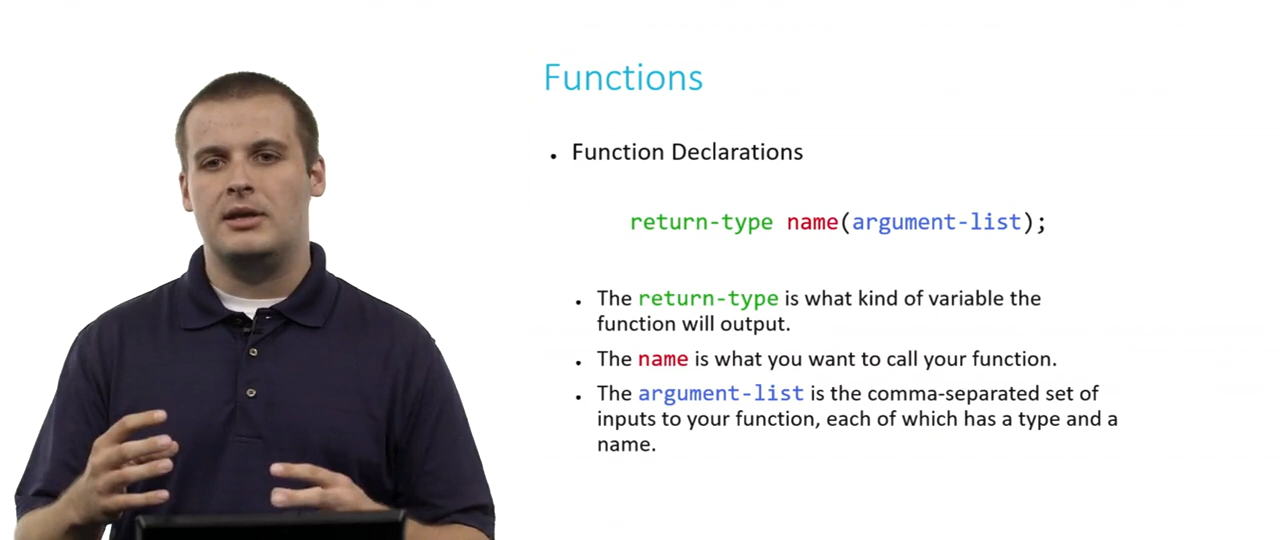 Functions
• Function Declarations
return-type name(argument-list);
• The return-type is what kind of variable the
function will output.
• The name is what you want to call your function.
• The argument-list is the comma-separated set of
inputs to your function, each of which has a type and a
name.